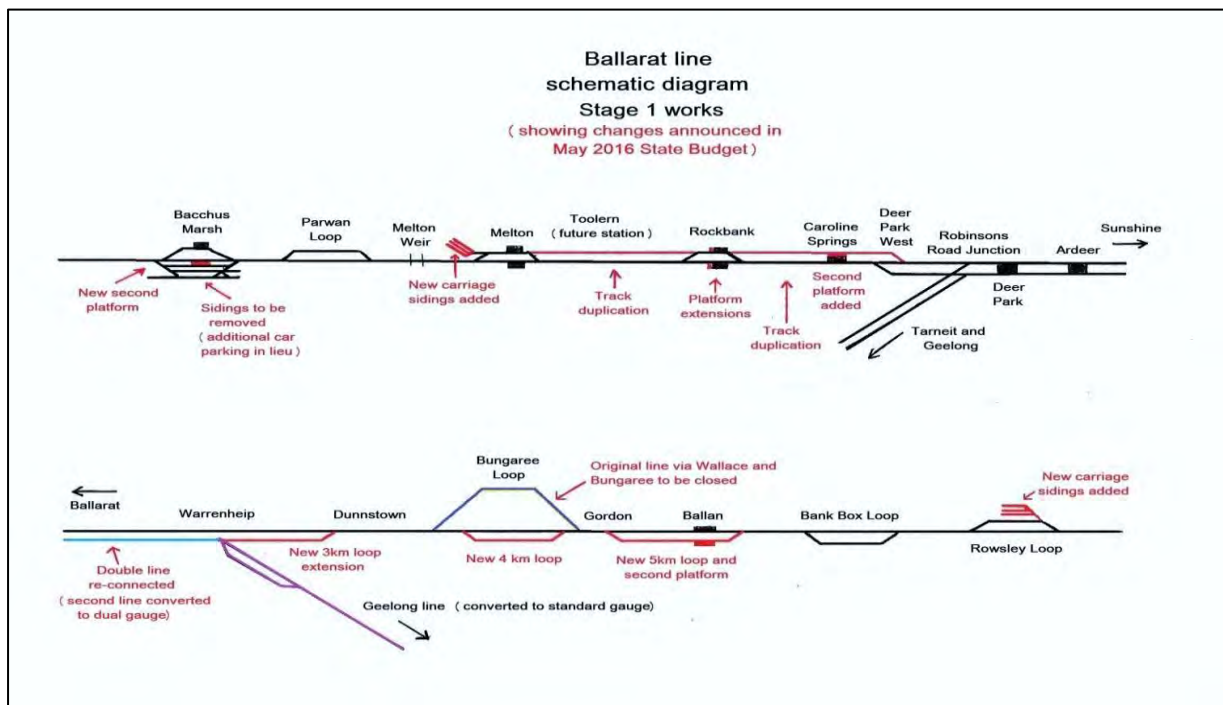 Ballarat line
schematic diagram
Stage 1 works
( showing changes announced in
May 2016 State Budget )
Bacchus
Marsh
Parwan
Loop
Melton
Weir
Melton
Toolern
(future station)
Rockbank
Caroline
Springs
Deer
Park
West
Robinsons
Road Junction
Ardeer
Sunshine
New second
platform
Sidings to be
removed
( additional car
parking in lieu )
New carriage
sidings added
Track
duplication
Platform
extensions
Track
duplication
Second
platform
added
Deer
Park
Tarneit and
Geelong
Ballarat
Warrenheip
Dunnstown
Bungaree
Loop
Original line via Wallace and
Bungaree to be closed
Gordon
Ballan
Bank Box Loop
New carriage
sidings added
Rowsley Loop
Double line
re-connected
(second line converted
to dual gauge)
New 3km loop
extension
New 4 km loop
New 5km loop and
second platform
Geelong line ( converted to standard gauge)